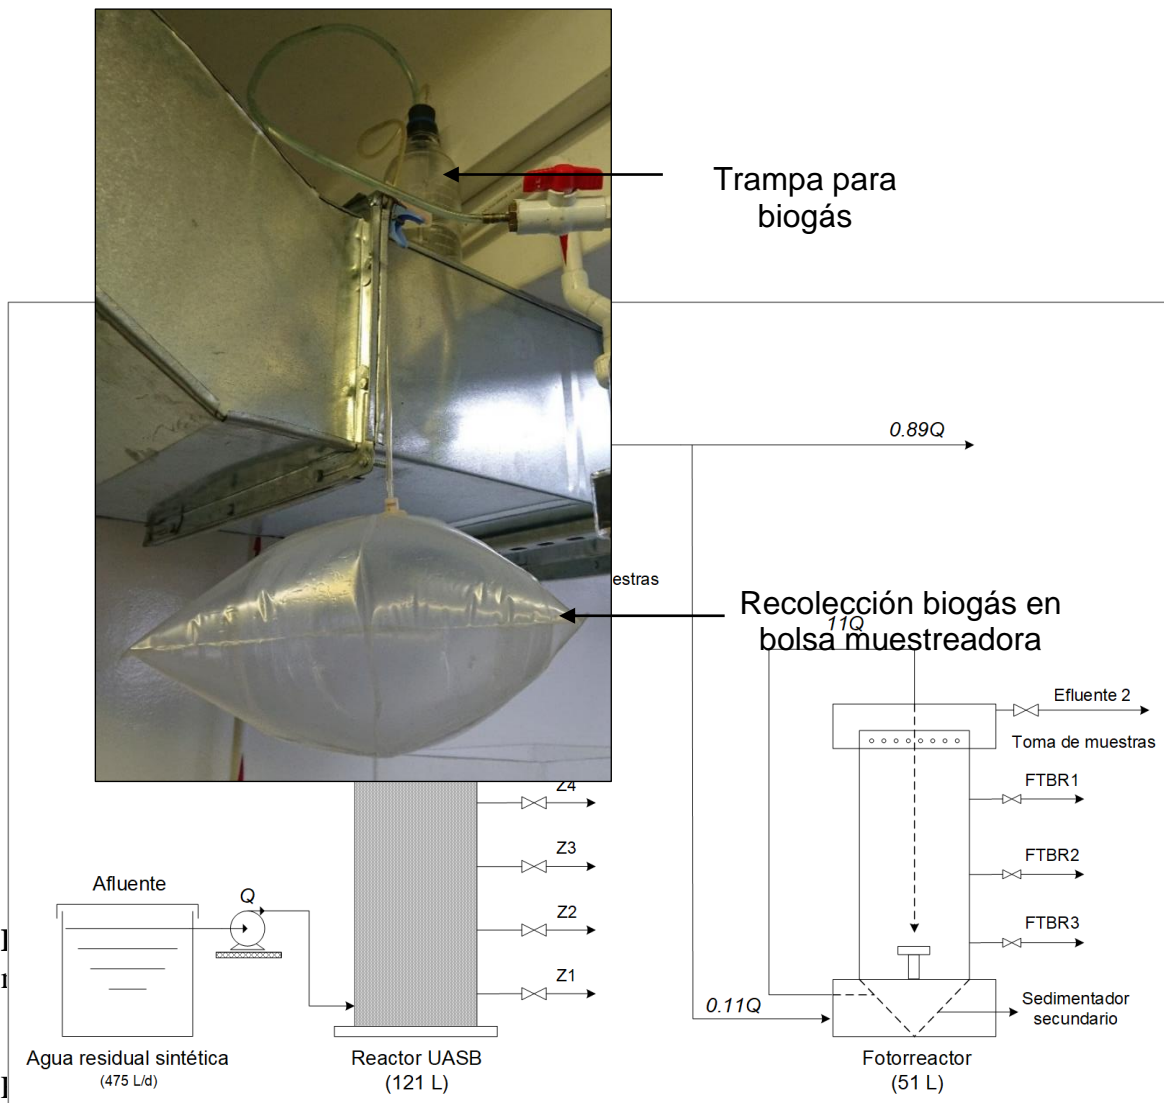 Trampa para
biogás
0.89Q
estras
Recolección biogás en
bolsa muestreadora
11Q
Efluente 2
Toma de muestras
FTBR1
Z4
Z3
FTBR2
Afluente
Q
Z2
FTBR3
Z1
0.11Q
Sedimentador
secundario
Agua residual sintética
(475 L/d)
Reactor UASB
(121 L)
Fotorreactor
(51 L)